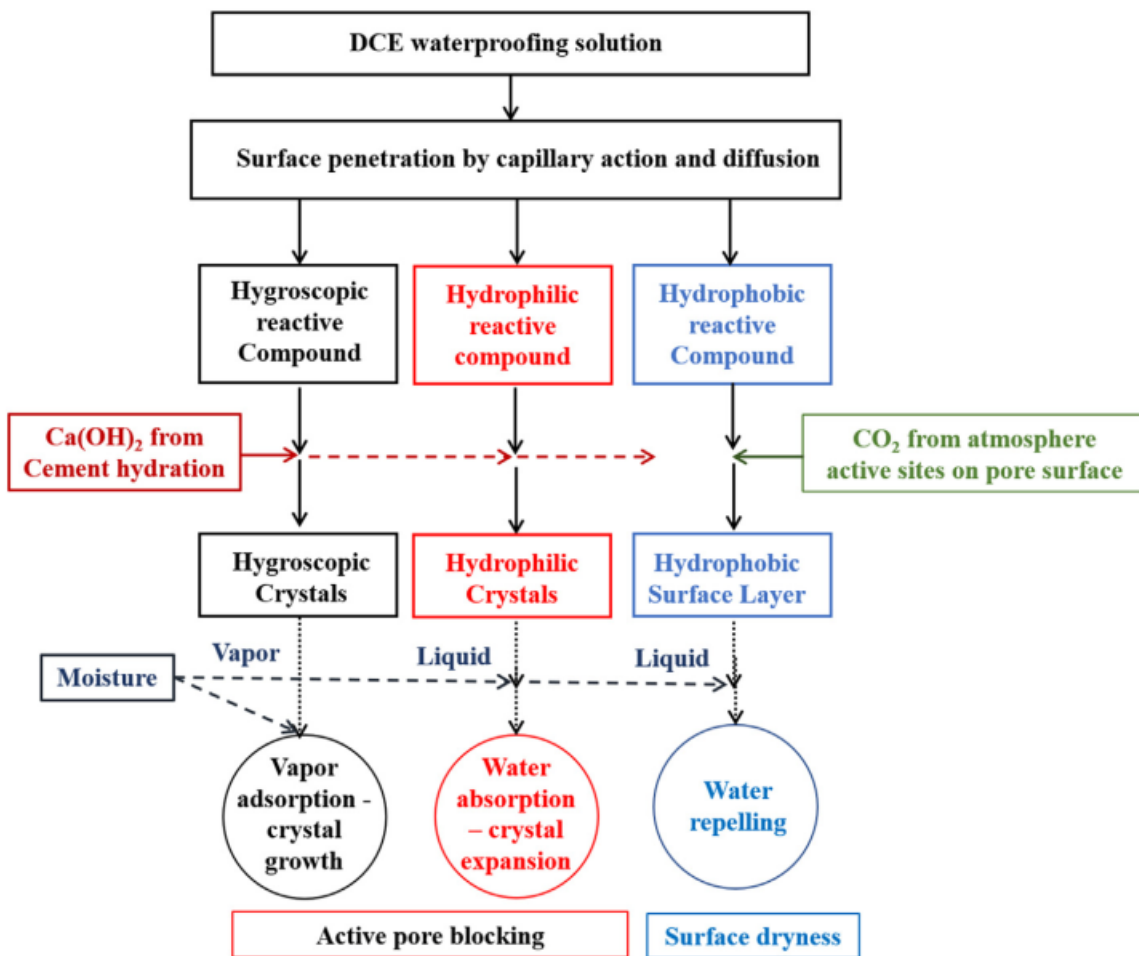 DCE waterproofing solution
Surface penetration by capillary action and diffusion
Hygroscopic
reactive
Compound
Hydrophilic
reactive
compound
Hydrophobic
reactive
Compound
Ca(OH)₂ from
Cement hydration
CO₂ from atmosphere
active sites on pore surface
Hygroscopic
Crystals
Hydrophilic
Crystals
Hydrophobic
Surface Layer
Moisture
Vapor
Liquid
Liquid
Vapor
adsorption -
crystal
growth
Water
absorption
– crystal
expansion
Water
repelling
Active pore blocking
Surface dryness